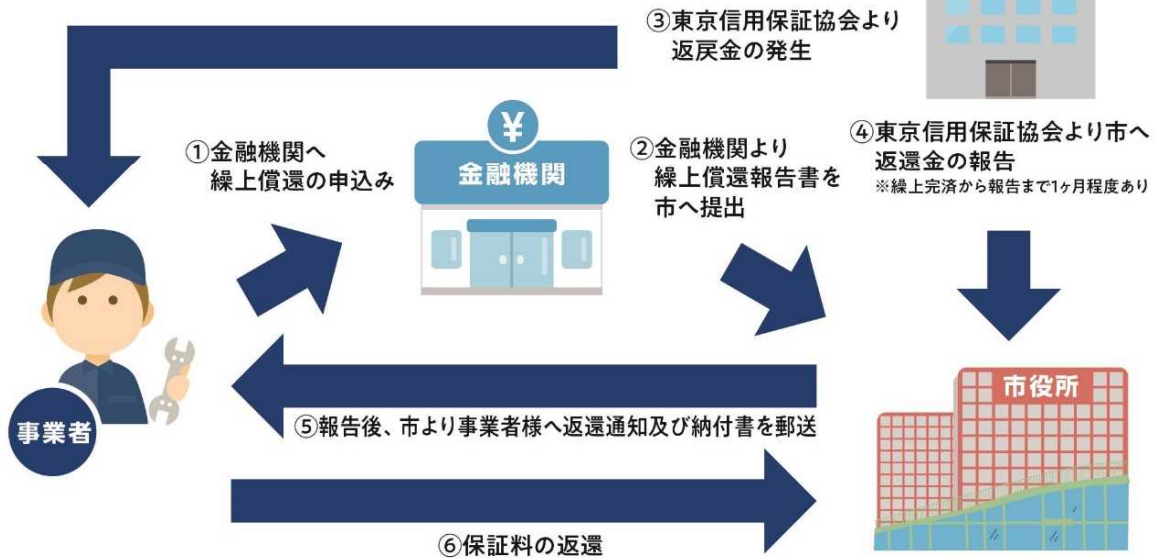 ③東京信用保証協会より
返戻金の発生
①金融機関へ
繰上償還の申込み
¥
金融機関
②金融機関より
繰上償還報告書を
市へ提出
④東京信用保証協会より市へ
返還金の報告
※繰上完済から報告まで1ヶ月程度あり
事業者
市役所
⑤報告後、市より事業者様へ返還通知及び納付書を郵送
⑥保証料の返還